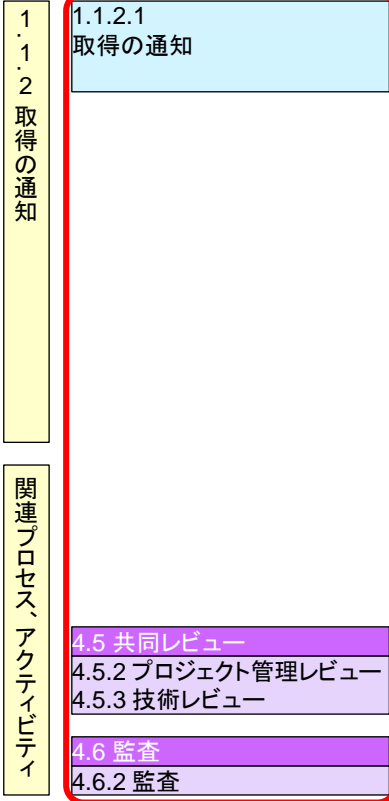 1.1.2 取得の通知
1.1.2.1
取得の通知
関連プロセス、アクティビティ
4.5 共同レビュー
4.5.2 プロジェクト管理レビュー
4.5.3 技術レビュー
4.6 監査
4.6.2 監査